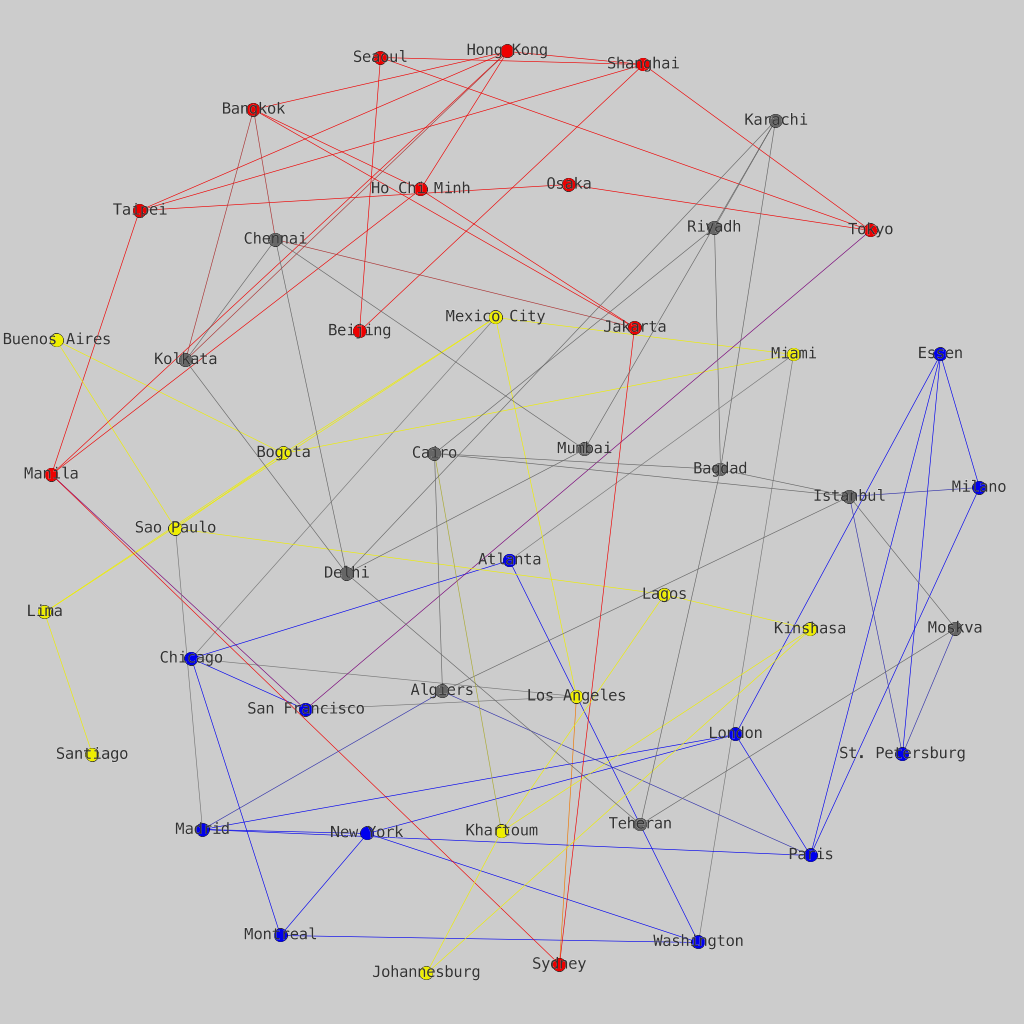 Hong Kong
Seaoul
Shanghai
Bangkok
Karachi
Osaka
Ho Chi Minh
Taipei
Riyadh
Tokyo
Chennai
Mexico City
Jakarta
Beijing
Buenos Aires
Miami
Essen
Kolkata
Mumbai
Bogota
Cairo
Bagdad
Manila
Milano
Istanbul
Sao Paulo
Atlanta
Delhi
Lagos
Lima
Kinshasa
Moskva
Chicago
Algiers
Los Angeles
San Francisco
London
Santiago
St. Petersburg
Teheran
Madrid
Khartoum
New York
Paris
Montreal
Washington
Sydney
Johannesburg